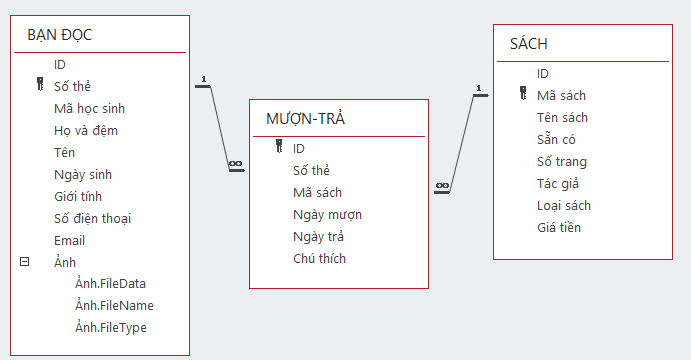 BẠN ĐỌC
ID
Số thẻ
Mã học sinh
Họ và đệm
Tên
Ngày sinh
Giới tính
Số điện thoại
Email
Ảnh
Ảnh.FileData
Ảnh.FileName
Ảnh.FileType
1
∞
MƯỢN-TRẢ
ID
Số thẻ
Mã sách
Ngày mượn
Ngày trả
Chú thích
1
∞
SÁCH
ID
Mã sách
Tên sách
Sẵn có
Số trang
Tác giả
Loại sách
Giá tiền